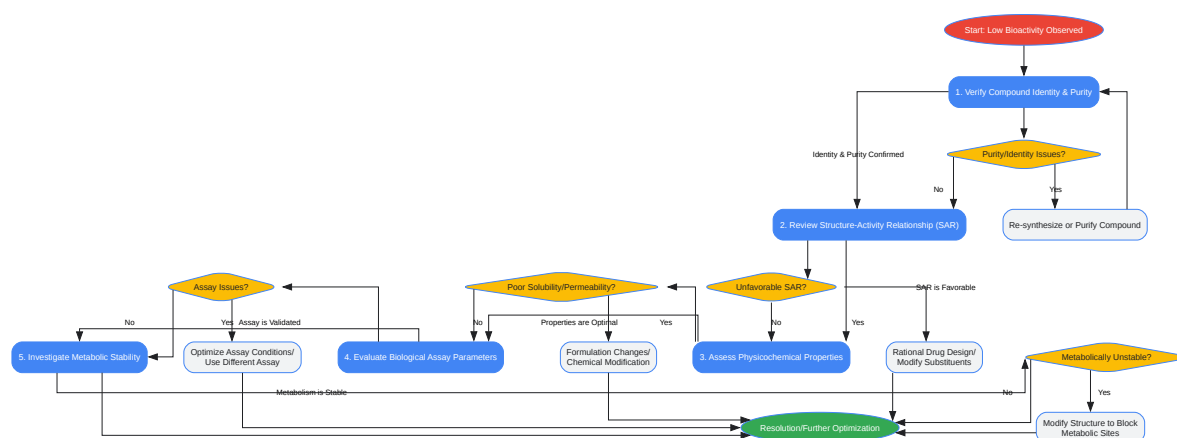 Start: Low Bioactivity Observed
1. Verify Compound Identity & Purity
Identity & Purity Confirmed
Purity/Identity Issues?
No
Yes
2. Review Structure-Activity Relationship (SAR)
Re-synthesize or Purify Compound
Assay Issues?
Poor Solubility/Permeability?
Unfavorable SAR?
SAR is Favorable
No
Yes
Assay is Validated
No
Properties are Optimal
Yes
No
Yes
5. Investigate Metabolic Stability
Optimize Assay Conditions/
Use Different Assay
4. Evaluate Biological Assay Parameters
Formulation Changes/
Chemical Modification
3. Assess Physicochemical Properties
Rational Drug Design/
Modify Substituents
Metabolically Unstable?
Metabolism is Stable
No
Yes
Resolution/Further Optimization
Modify Structure to Block
Metabolic Sites